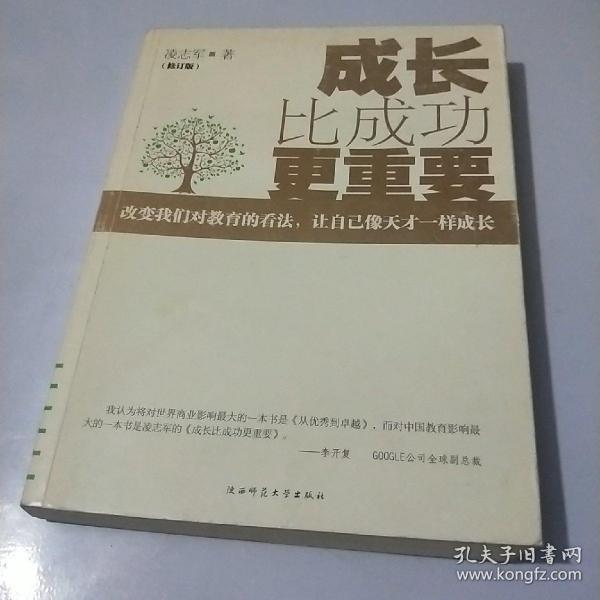 凌志军 著
(修订版)
成长
比成功
更重要
改变我们对教育的看法，让自己像天才一样成长
我认为将对世界商业影响最大的一本书是《从优秀到卓越》，而对中国教育影响最
大的一本书是凌志军的《成长比成功更重要》。
——李开复 GOOGLE公司全球副总裁
陕西师范大学出版社
孔夫子旧书网
www.kongfz.com